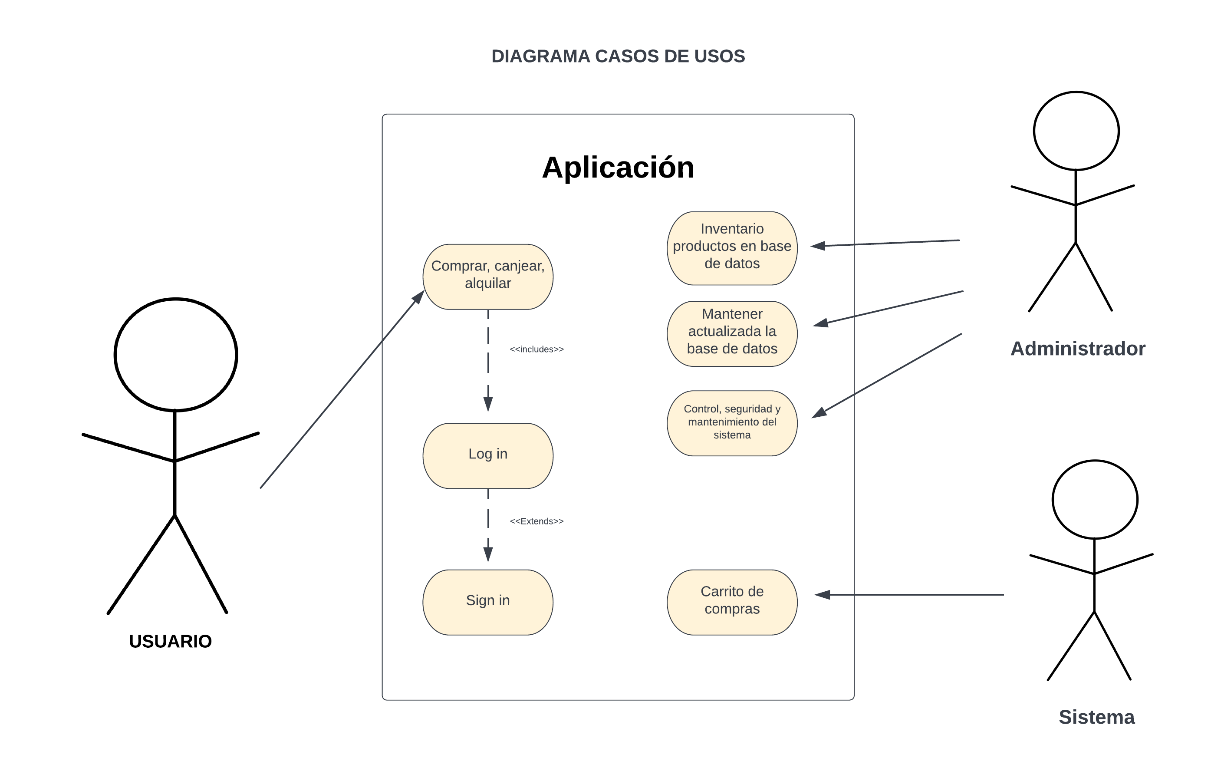 DIAGRAMA CASOS DE USOS
Aplicación
Comprar, canjear,
alquilar
<<includes>>
Log in
<<Extends>>
Sign in
Inventario
productos en base
de datos
Mantener
actualizada la
base de datos
Control, seguridad y
mantenimiento del
sistema
Carrito de
compras
USUARIO
Administrador
Sistema